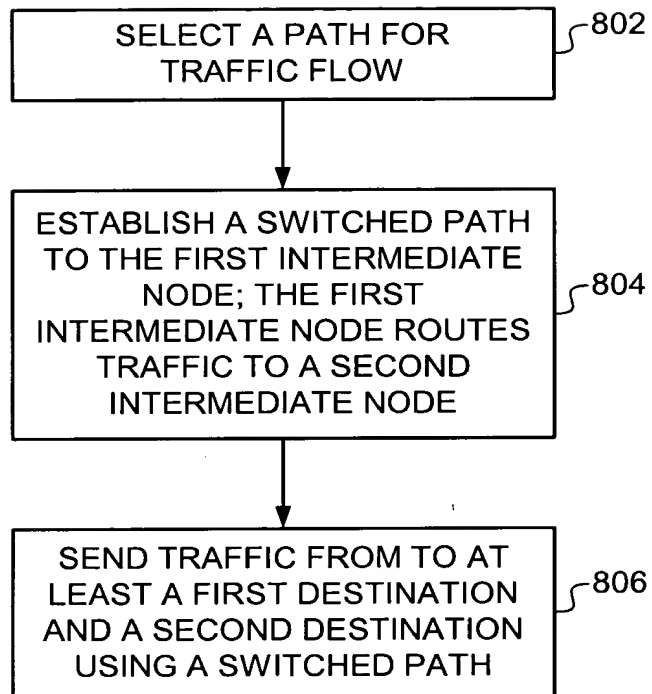 SELECT A PATH FOR
TRAFFIC FLOW
802
ESTABLISH A SWITCHED PATH
TO THE FIRST INTERMEDIATE
NODE; THE FIRST
INTERMEDIATE NODE ROUTES
TRAFFIC TO A SECOND
INTERMEDIATE NODE
804
SEND TRAFFIC FROM TO AT
LEAST A FIRST DESTINATION
AND A SECOND DESTINATION
USING A SWITCHED PATH
806